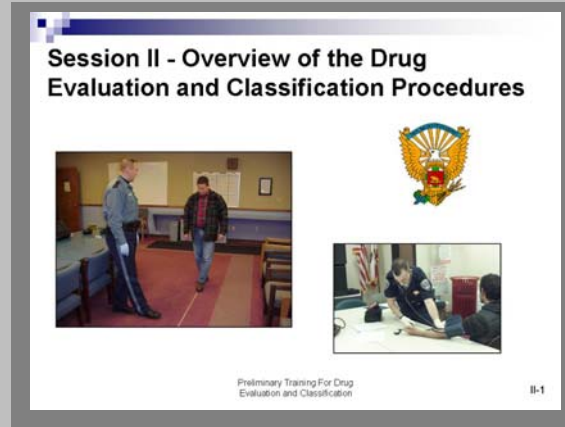 Session II - Overview of the Drug
Evaluation and Classification Procedures
Preliminary Training For Drug
Evaluation and Classification
II-1